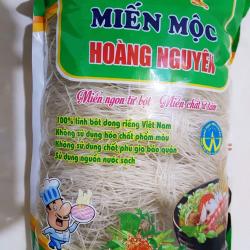 MIẾN MỘC
HOÀNG NGUYÊN
Miến ngon từ bột Miến chất từ tâm
100% tinh bột dong riềng Việt Nam
Không sử dụng hóa chất phẩm màu
Không sử dụng chất phụ gia bảo quản
Sử dụng nguồn nước sạch